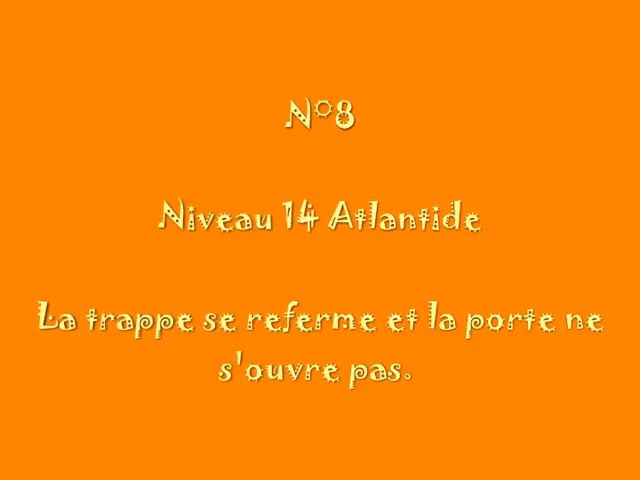 N°8
Niveau 14 Atlantide
La trappe se referme et la porte ne
s'ouvre pas.